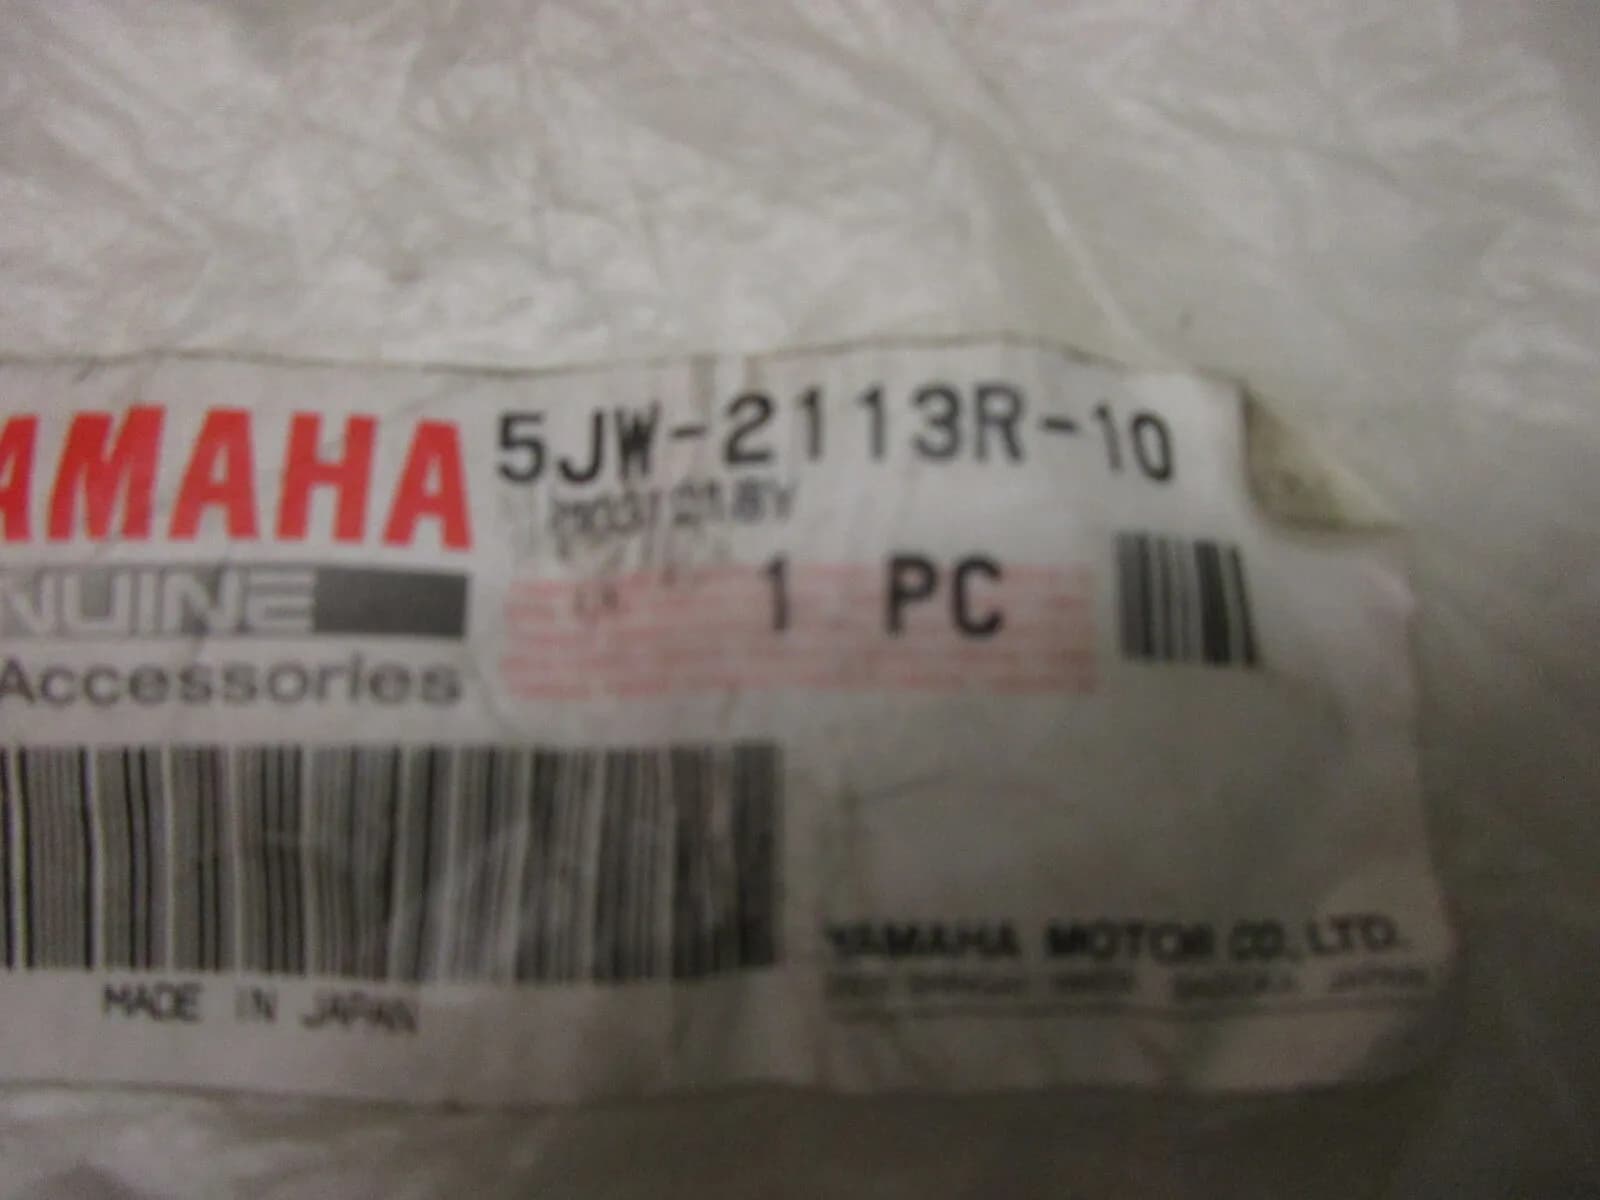 AMAHA
5JW-2113R-10
1 PC
NUINE
Accessories
MADE IN JAPAN
YAMAHA MOTOR CO., LTD.